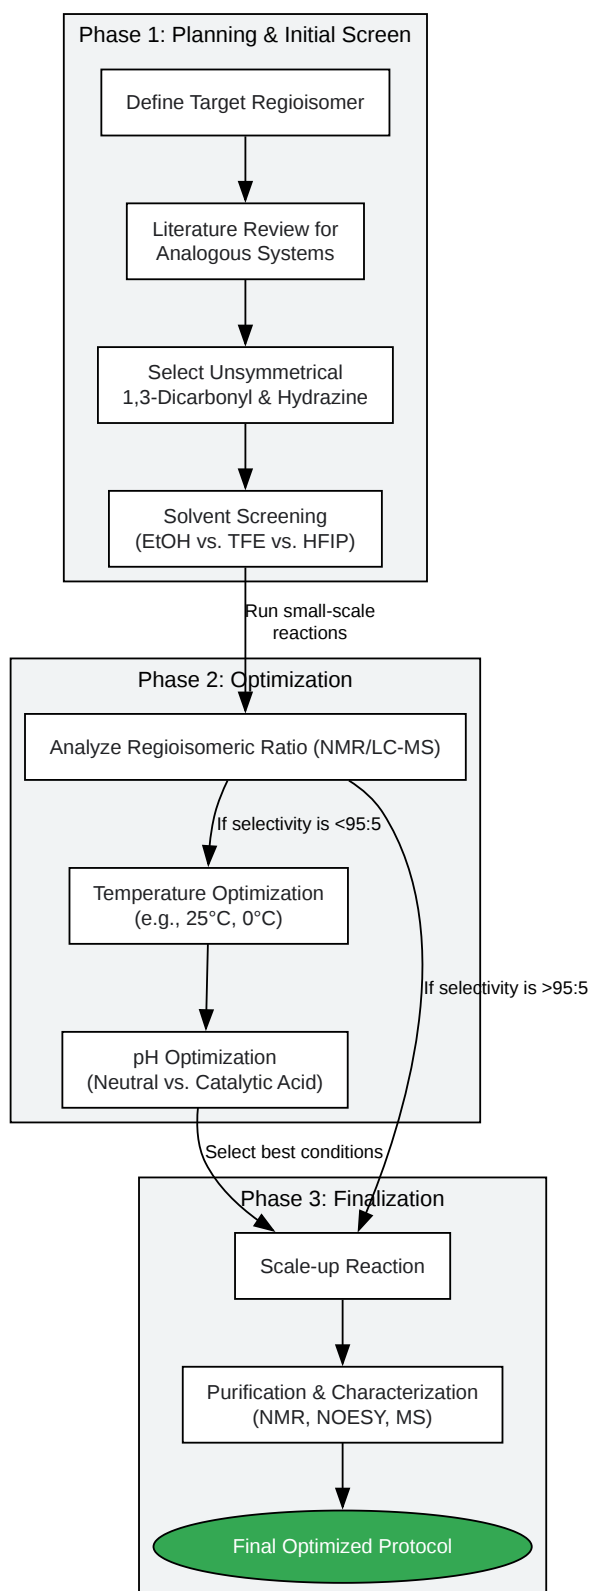 Phase 1: Planning & Initial Screen
Define Target Regioisomer
Literature Review for
Analogous Systems
Select Unsymmetrical
1,3-Dicarbonyl & Hydrazine
Solvent Screening
(EtOH vs. TFE vs. HFIP)
Run small-scale
reactions
Phase 2: Optimization
Analyze Regioisomeric Ratio (NMR/LC-MS)
If selectivity is <95:5
Temperature Optimization
(e.g., 25°C, 0°C)
If selectivity is >95:5
pH Optimization
(Neutral vs. Catalytic Acid)
Select best conditions
Phase 3: Finalization
Scale-up Reaction
Purification & Characterization
(NMR, NOESY, MS)
Final Optimized Protocol